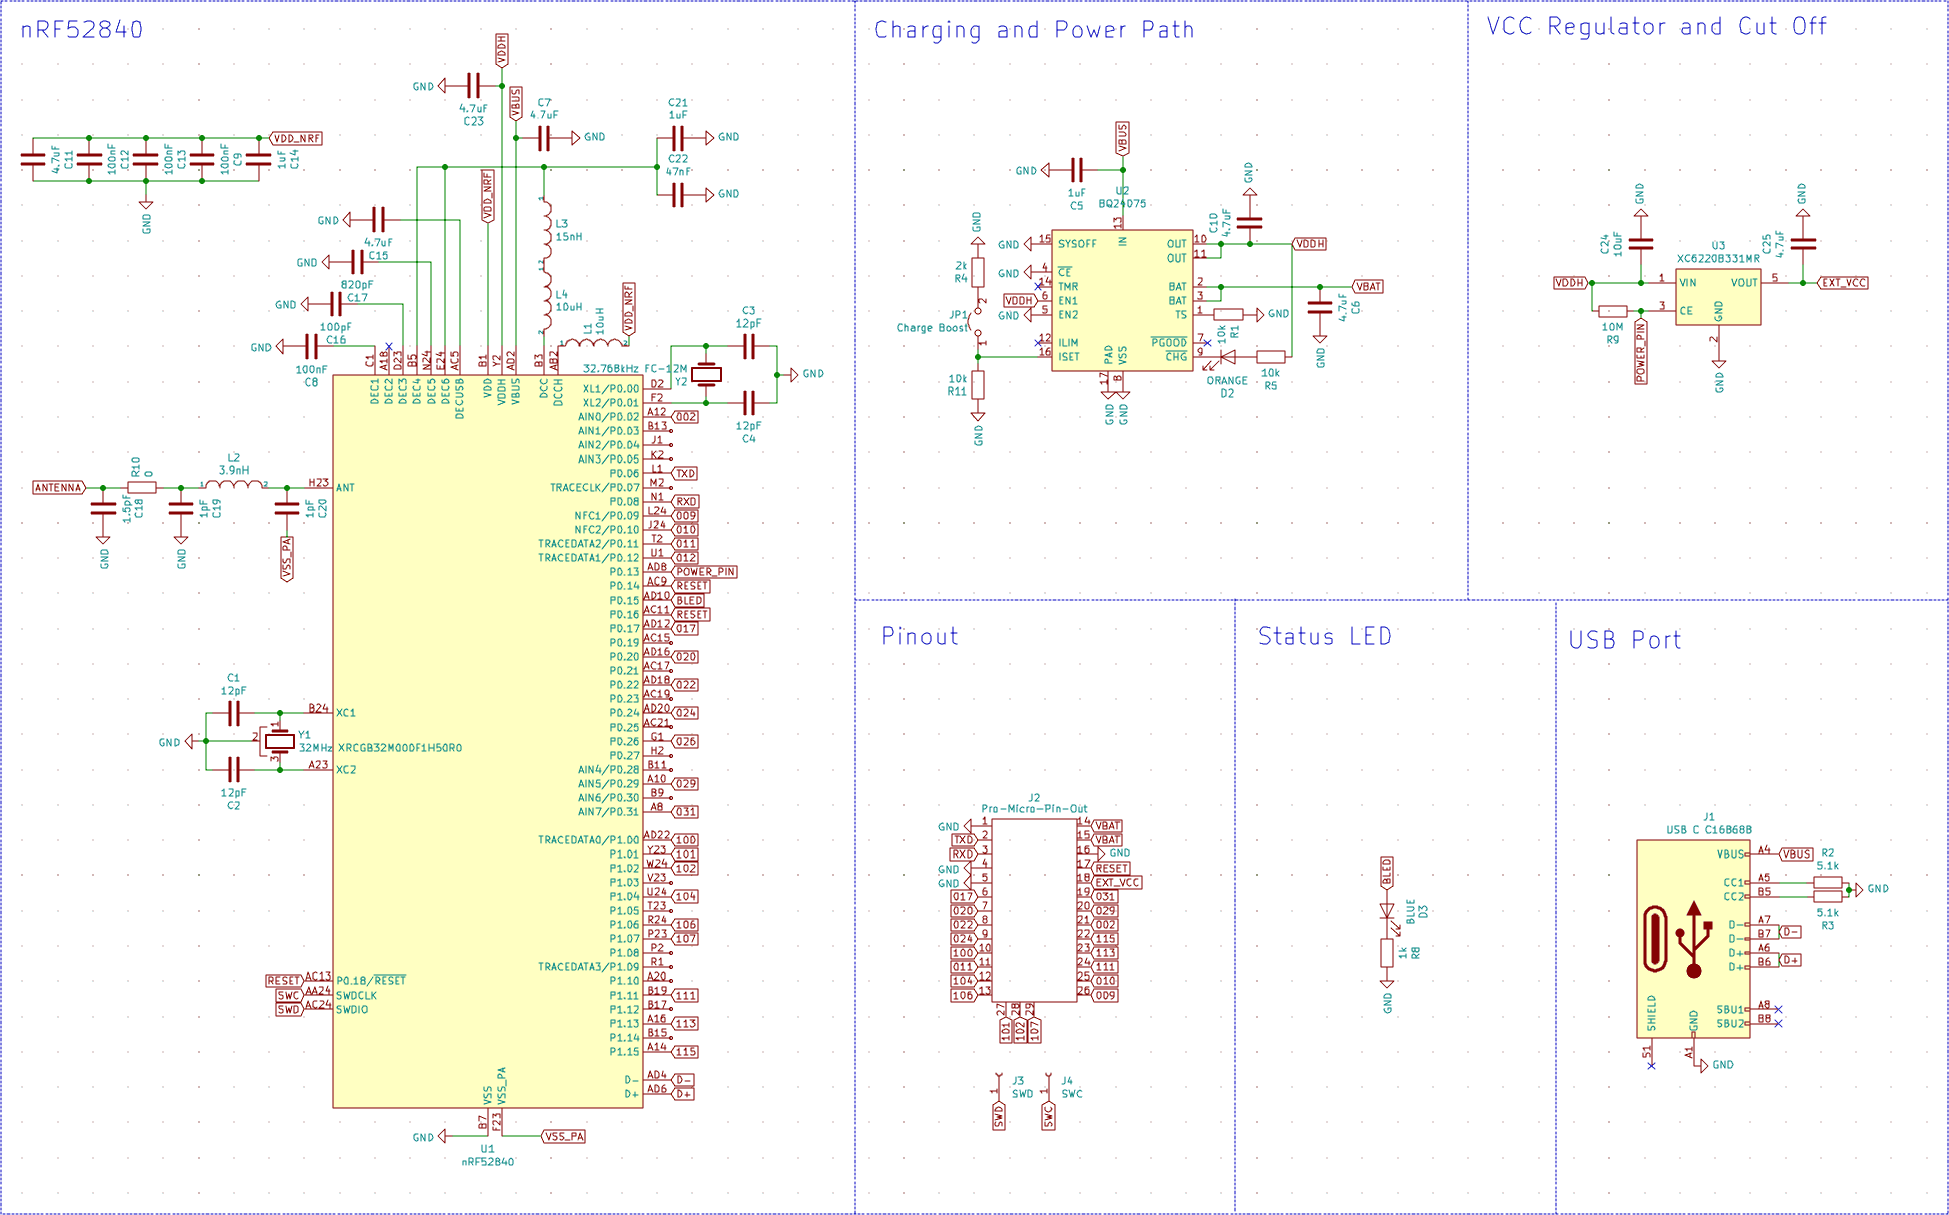 nRF52840
Charging and Power Path
VCC Regulator and Cut Off
VDDH
GND
4.7uF
C23
VBUS
C7
4.7uF
GND
C21
1uF
GND
C22
47nF
GND
VDD_NRF
4.7uF
C11
100nF
C12
100nF
C13
100nF
C9
1uF
C14
GND
VDD_NRF
GND
4.7uF
C15
GND
820pF
C17
GND
100pF
C16
GND
100nF
C8
1
L3
15nH
2
1
L4
10uH
2
VDD_NRF
L1
10uH
1
2
C3
12pF
GND
12pF
C4
32.768kHz FC-12M
Y2
C1
A18
D23
B5
N24
E24
AC5
B1
Y2
AD2
B3
AB2
DEC1
DEC2
DEC3
DEC4
DEC5
DEC6
DECUSB
VDD
VDDH
VBUS
DCC
DCCH
XL1/P0.00 D2
XL2/P0.01 F2
AIN0/P0.02 A12 002
AIN1/P0.03 B13
AIN2/P0.04 J1
AIN3/P0.05 K2
P0.06 L1 TXD
TRACECLK/P0.07 M2
P0.08 N1 RXD
NFC1/P0.09 L24 009
NFC2/P0.10 J24 010
TRACEDATA2/P0.11 T2 011
TRACEDATA1/P0.12 U1 012
P0.13 AD8 POWER_PIN
P0.14 AC9 RESET
P0.15 AD10 BLED
P0.16 AC11 RESET
P0.17 AD12 017
P0.19 AC15
P0.20 AD16 020
P0.21 AC17
P0.22 AD18 022
P0.23 AC19
P0.24 AD20 024
P0.25 AC21
P0.26 G1 026
P0.27 H2
AIN4/P0.28 B11
AIN5/P0.29 A10 029
AIN6/P0.30 B9
AIN7/P0.31 A8 031
TRACEDATA0/P1.00 AD22 100
P1.01 Y23 101
P1.02 W24 102
P1.03 V23
P1.04 U24 104
P1.05 T23
P1.06 R24 106
P1.07 P23 107
P1.08 P2
TRACEDATA3/P1.09 R1
P1.10 A20
P1.11 B19 111
P1.12 B17
P1.13 A16 113
P1.14 B15
P1.15 A14 115
D- AD4 D-
D+ AD6 D+
ANTENNA
R10
0
L2
3.9nH
1
2
H23 ANT
1.5pF
C18
GND
1pF
C19
GND
1pF
C20
VSS_PA
C1
12pF
B24 XC1
GND
1
2
3
Y1
32MHz XRCGB32M000F1H50R0
A23 XC2
12pF
C2
RESET AC13 P0.18/RESET
SWC AA24 SWDCLK
SWD AC24 SWDIO
VSS
VSS_PA
B7
F23
GND
VSS_PA
U1
nRF52840
VBUS
GND
1uF
C5
U2
BQ24075
13
IN
GND 15 SYSOFF
GND 4 CE
14 TMR
VDDH 6 EN1
GND 5 EN2
12 ILIM
16 ISET
OUT 10
OUT 11
BAT 2
BAT 3
TS 1
PGOOD 7
CHG 9
PAD
VSS
17
8
GND
GND
GND
2k
R4
2
JP1
Charge Boost
1
10k
R11
GND
C10
4.7uF
GND
VDDH
VBAT
4.7uF
C6
GND
10k
R1
GND
ORANGE
D2
10k
R5
GND
C24
10uF
VDDH
10M
R9
POWER_PIN
U3
XC6220B331MR
1 VIN
3 CE
VOUT 5
GND
2
GND
GND
C25
4.7uF
EXT_VCC
Pinout
Status LED
USB Port
J2
Pro-Micro-Pin-Out
GND 1
TXD 2
RXD 3
GND 4
GND 5
017 6
020 7
022 8
024 9
100 10
011 11
104 12
106 13
14 VBAT
15 VBAT
16 GND
17 RESET
18 EXT_VCC
19 031
20 029
21 002
22 115
23 113
24 111
25 010
26 009
27
28
29
101
102
107
1
J3
SWD
SWD
1
J4
SWC
SWC
BLED
BLUE
D3
1k
R8
GND
J1
USB C C168688
VBUS A4 VBUS
CC1 A5
CC2 B5
D- A7
D- B7
D+ A6
D+ B6
D-
D+
SBU1 A8
SBU2 B8
SHIELD
GND
S1
A1
GND
R2
5.1k
GND
5.1k
R3